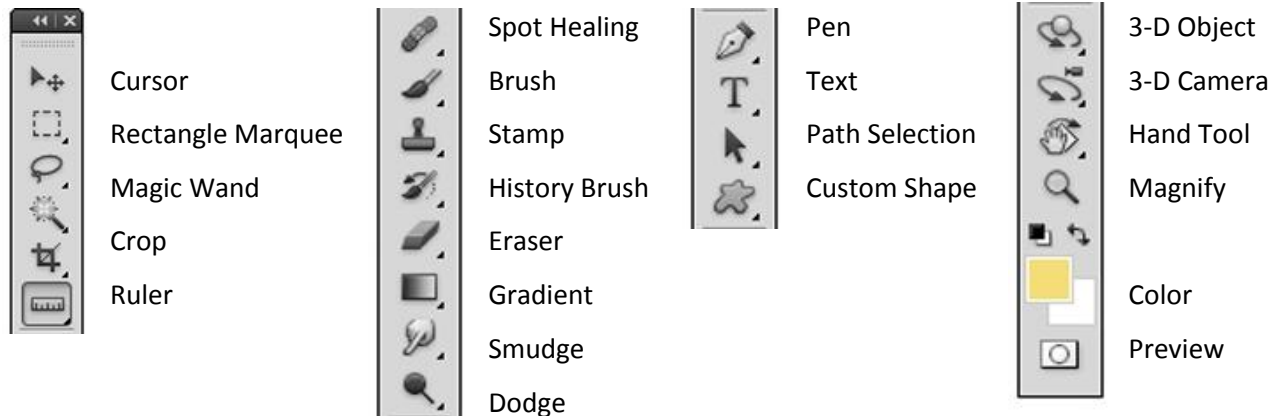 Cursor
Rectangle Marquee
Magic Wand
Crop
Ruler
Spot Healing
Brush
Stamp
History Brush
Eraser
Gradient
Smudge
Dodge
Pen
Text
Path Selection
Custom Shape
3-D Object
3-D Camera
Hand Tool
Magnify
Color
Preview